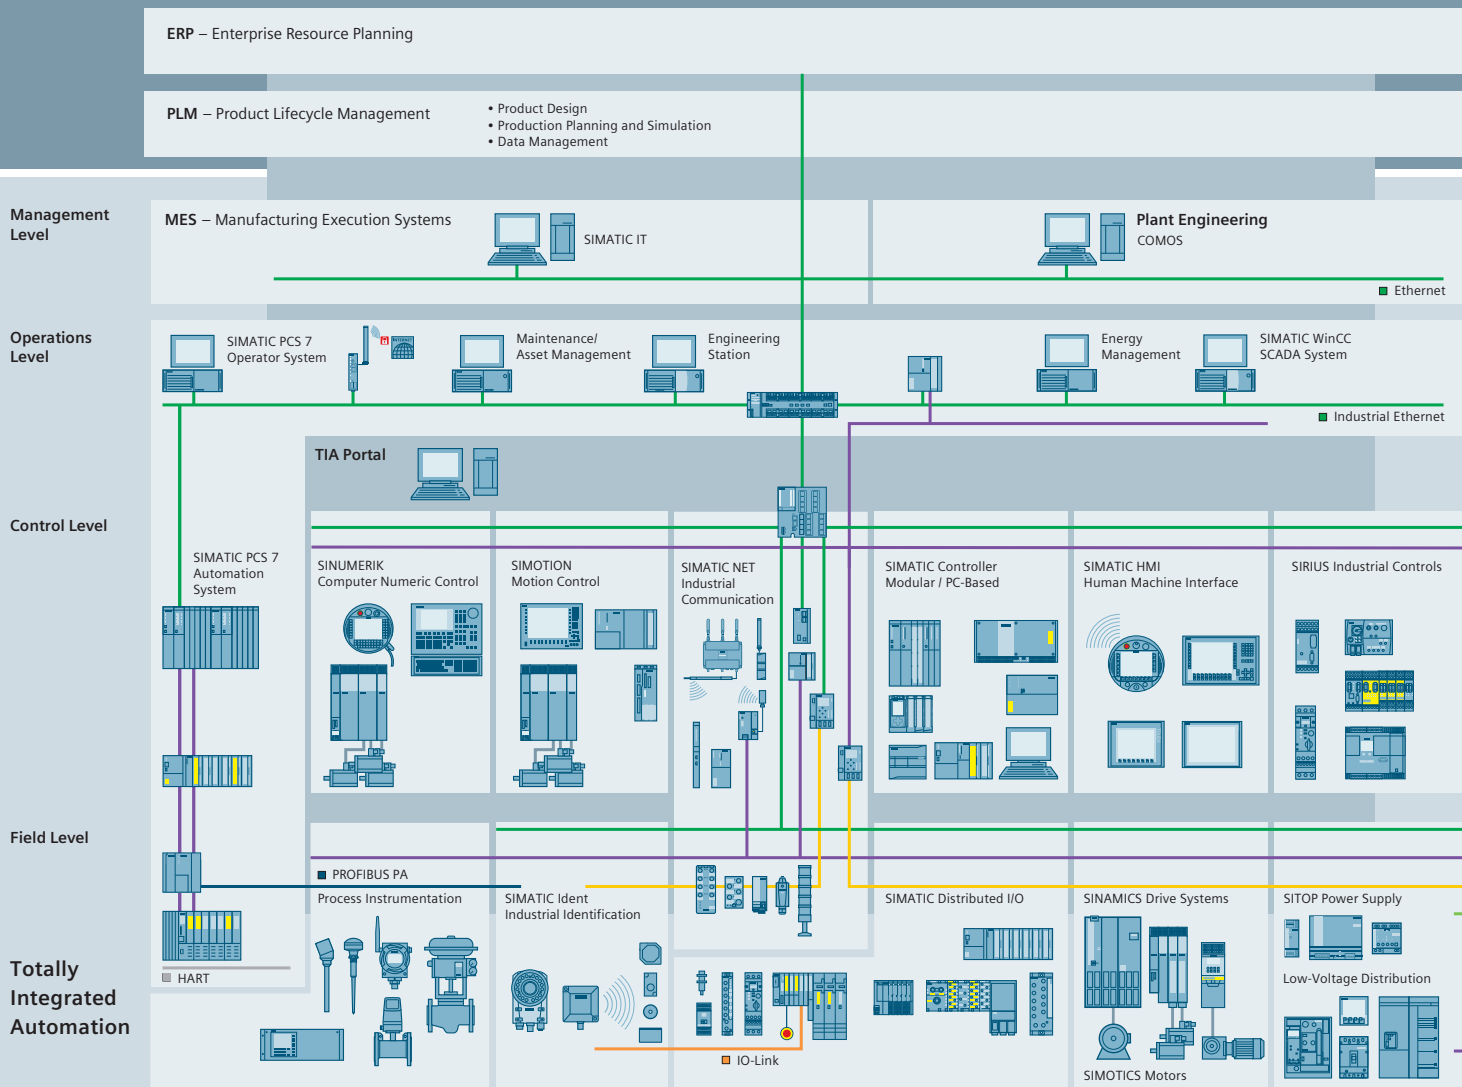 ERP – Enterprise Resource Planning
PLM – Product Lifecycle Management
• Product Design
• Production Planning and Simulation
• Data Management
Management
Level
MES – Manufacturing Execution Systems
SIMATIC IT
Plant Engineering
COMOS
Ethernet
Operations
Level
SIMATIC PCS 7
Operator System
INTERNET
Maintenance/
Asset Management
Engineering
Station
Energy
Management
SIMATIC WinCC
SCADA System
Industrial Ethernet
TIA Portal
Control Level
SIMATIC PCS 7
Automation
System
SINUMERIK
Computer Numeric Control
SIMOTION
Motion Control
SIMATIC NET
Industrial
Communication
SIMATIC Controller
Modular / PC-Based
SIMATIC HMI
Human Machine Interface
SIRIUS Industrial Controls
Field Level
PROFIBUS PA
Process Instrumentation
SIMATIC Ident
Industrial Identification
SIMATIC Distributed I/O
SINAMICS Drive Systems
SITOP Power Supply
Low-Voltage Distribution
HART
Totally
Integrated
Automation
IO-Link
SIMOTICS Motors